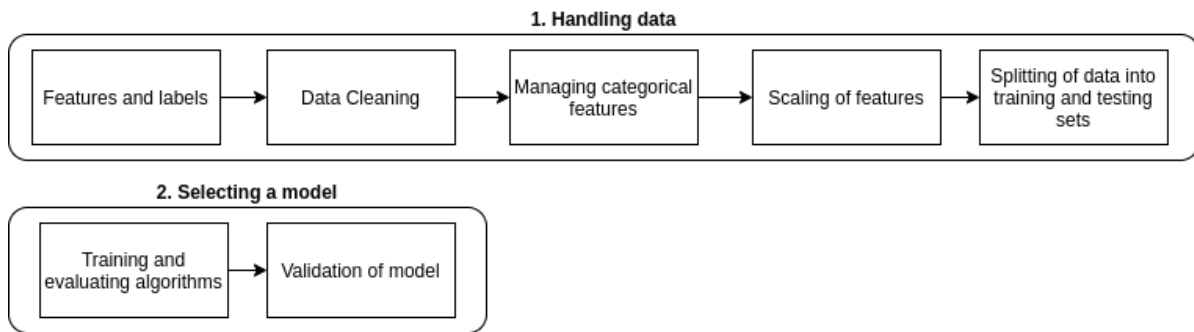 1. Handling data
Features and labels
Data Cleaning
Managing categorical
features
Scaling of features
Splitting of data into
training and testing
sets
2. Selecting a model
Training and
evaluating algorithms
Validation of model